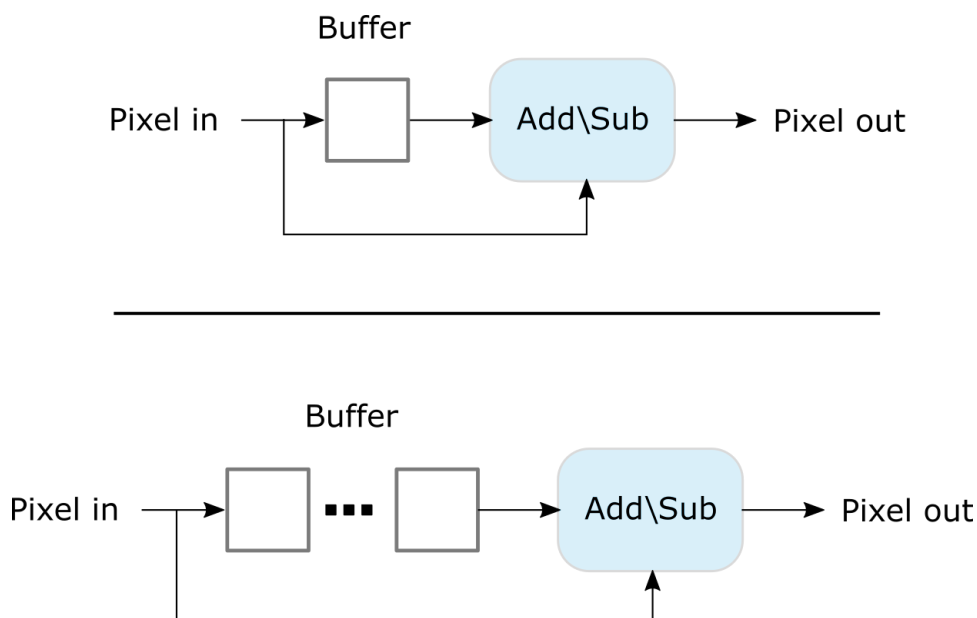 Buffer
Pixel in
Add\Sub
Pixel out
Buffer
Pixel in
Add\Sub
Pixel out